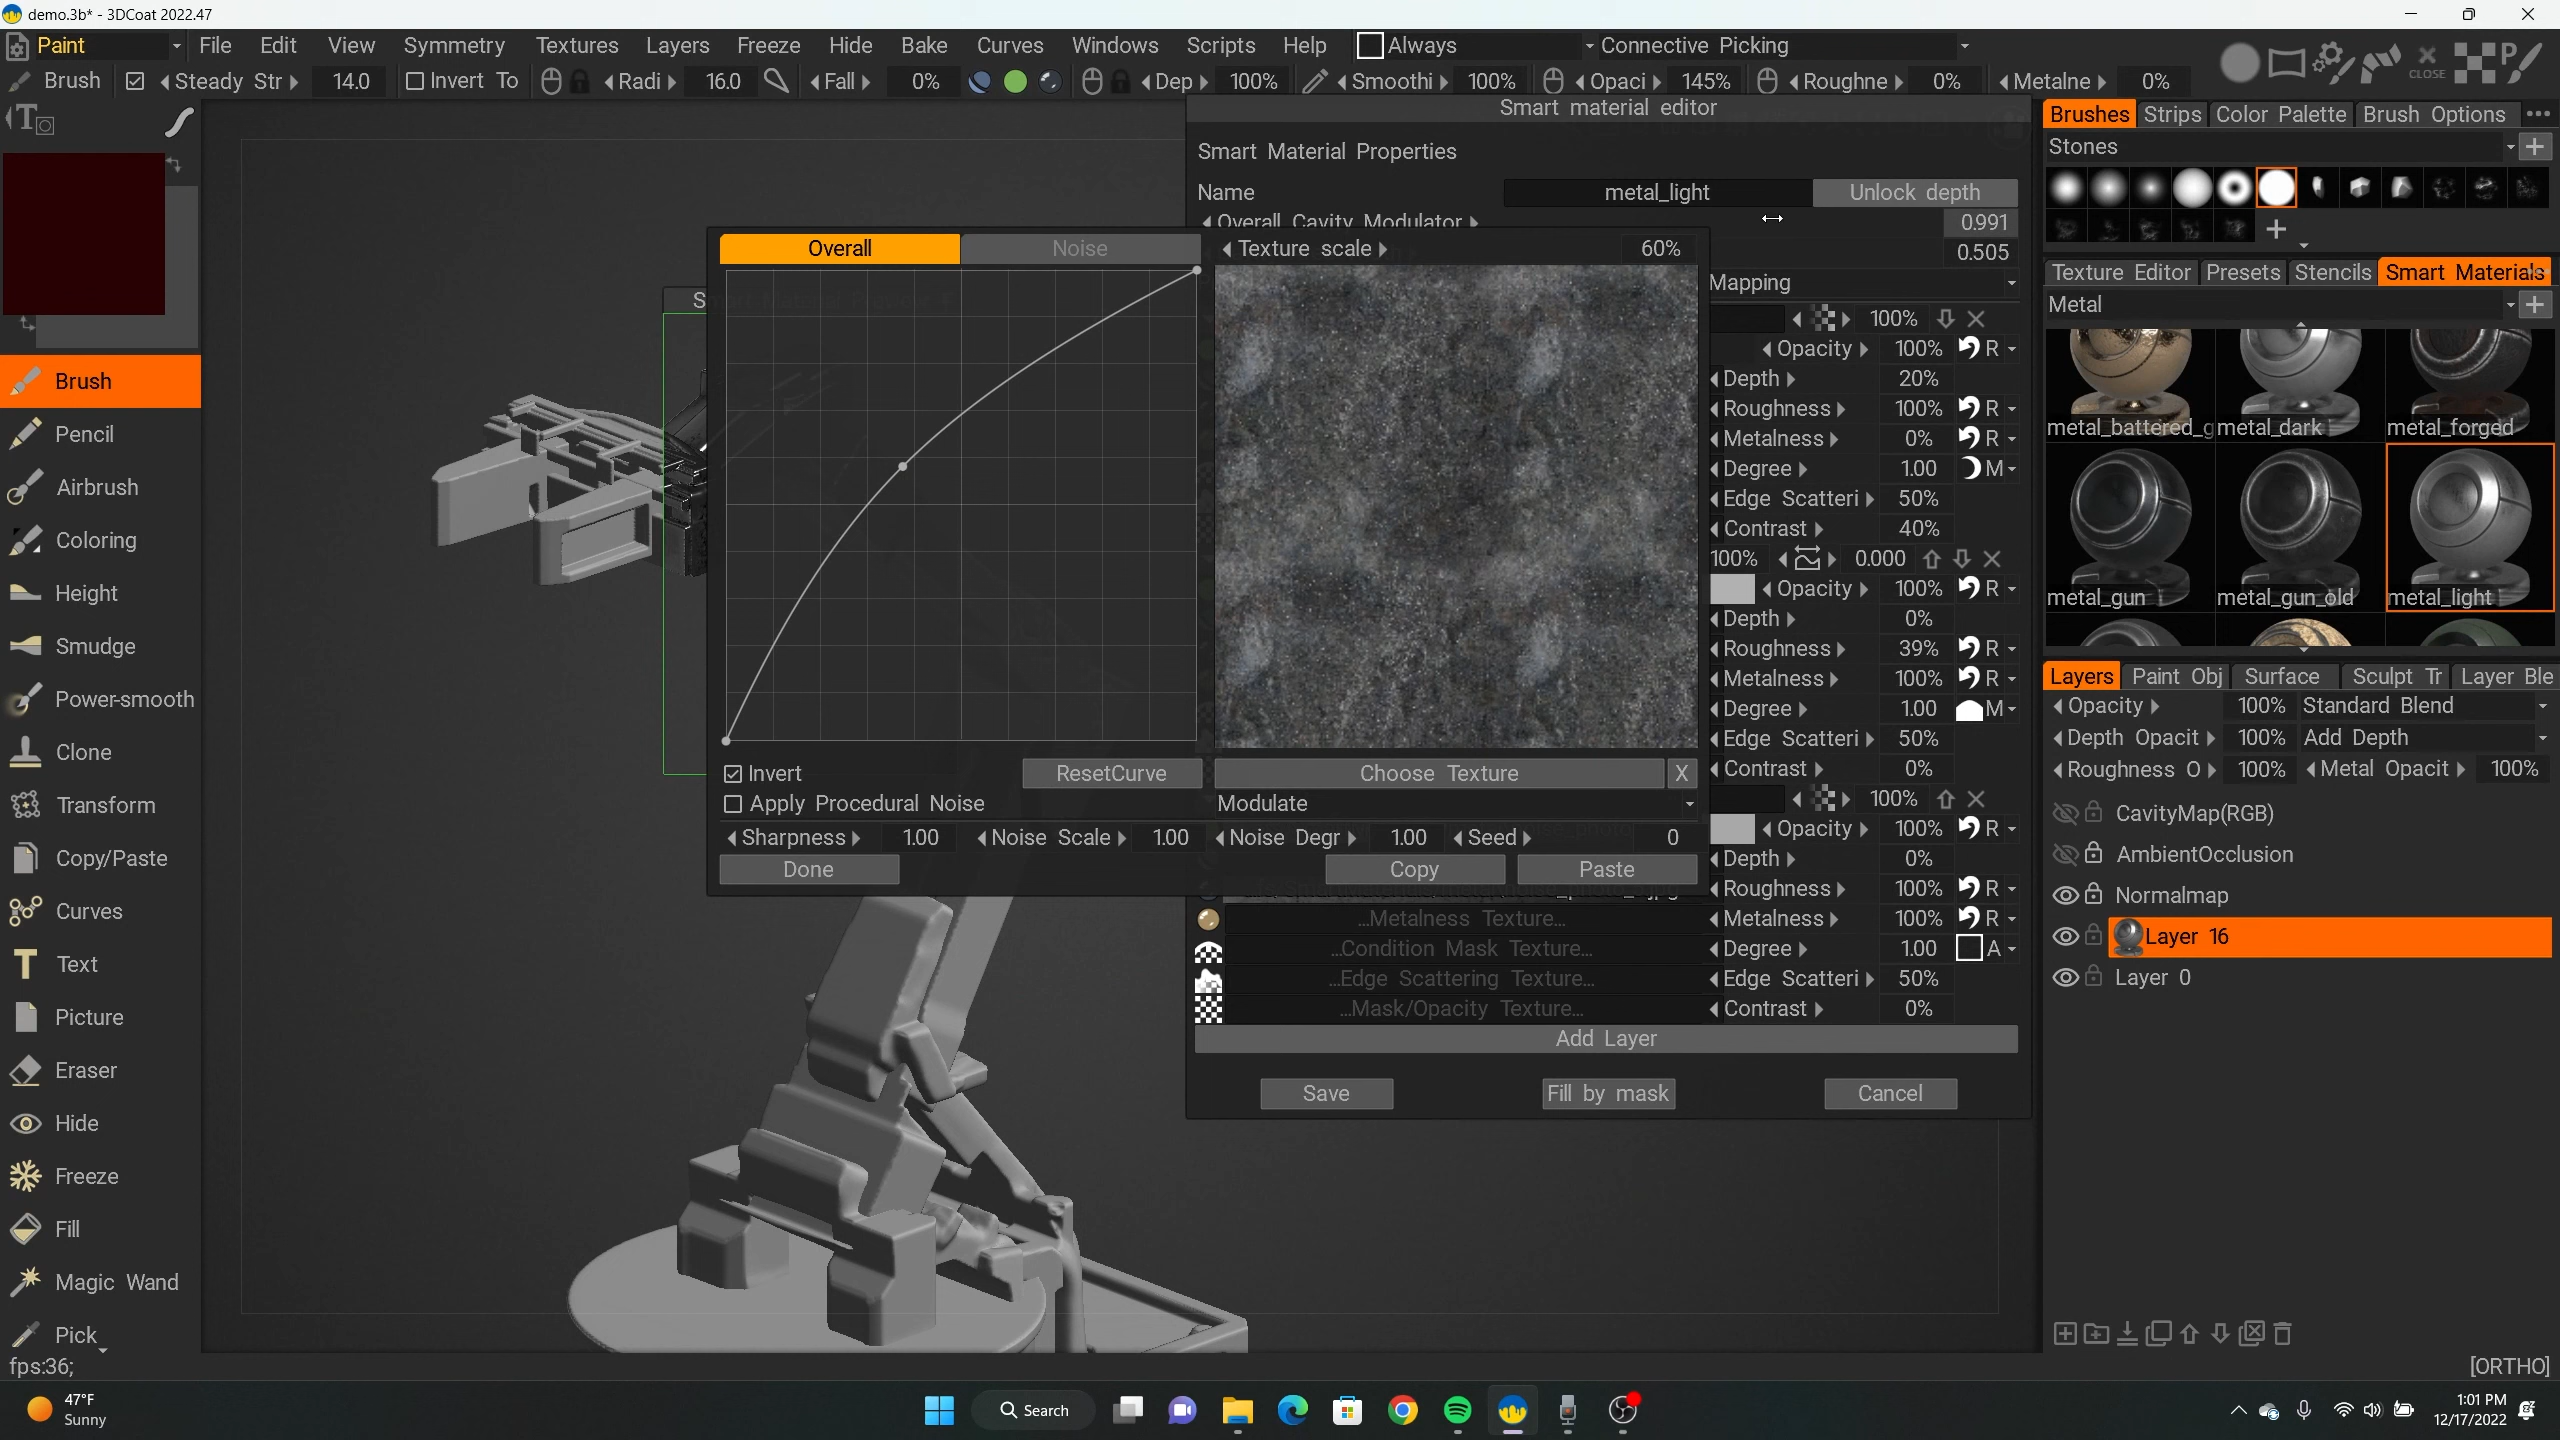 demo.3b* - 3DCoat 2022.47
Paint File Edit View Symmetry Textures Layers Freeze Hide Bake Curves Windows Scripts Help Always Connective Picking
Brush Steady Str 14.0 Invert To Radi 16.0 Fall 0% Dep 100% Smoothi 100% Opaci 145% Roughne 0% Metalne 0%
CLOSE
Smart material editor
Smart Material Properties
Name metal_light Unlock depth
Overall Cavity Modulator 0.991
0.505
Mapping
100%
Opacity 100% R
Depth 20%
Roughness 100% R
Metalness 0% R
Degree 1.00 M
Edge Scatteri 50%
Contrast 40%
100% 0.000
Opacity 100% R
Depth 0%
Roughness 39% R
Metalness 100% R
Degree 1.00 M
Edge Scatteri 50%
Contrast 0%
100%
Opacity 100% R
Depth 0%
Roughness 100% R
...Metalness Texture... Metalness 100% R
...Condition Mask Texture... Degree 1.00 A
...Edge Scattering Texture... Edge Scatteri 50%
...Mask/Opacity Texture... Contrast 0%
Add Layer
Save Fill by mask Cancel
Overall Noise Texture scale 60%
Invert ResetCurve Choose Texture X
Apply Procedural Noise Modulate
Sharpness 1.00 Noise Scale 1.00 Noise Degr 1.00 Seed 0
Done Copy Paste
Brush
Pencil
Airbrush
Coloring
Height
Smudge
Power-smooth
Clone
Transform
Copy/Paste
Curves
Text
Picture
Eraser
Hide
Freeze
Fill
Magic Wand
Pick
fps:36;
Brushes Strips Color Palette Brush Options
Stones
Texture Editor Presets Stencils Smart Materials
Metal
metal_battered_g metal_dark metal_forged
metal_gun metal_gun_old metal_light
Layers Paint Obj Surface Sculpt Tr Layer Ble
Opacity 100% Standard Blend
Depth Opacit 100% Add Depth
Roughness O 100% Metal Opacit 100%
CavityMap(RGB)
AmbientOcclusion
Normalmap
Layer 16
Layer 0
[ORTHO]
47°F
Sunny
Search
1:01 PM
12/17/2022